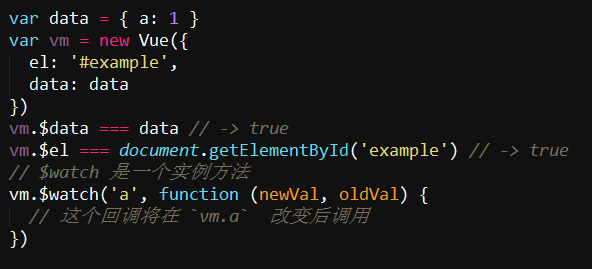 var data = { a: 1 }
var vm = new Vue({
  el: '#example',
  data: data
})
vm.$data === data // -> true
vm.$el === document.getElementById('example') // -> true
// $watch 是一个实例方法
vm.$watch('a', function (newVal, oldVal) {
  // 这个回调将在 `vm.a`  改变后调用
})